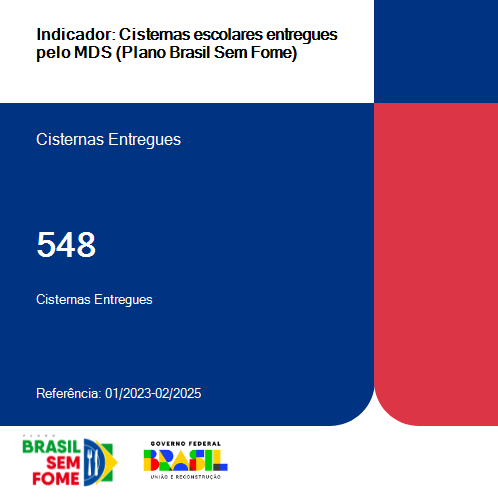 Indicador: Cisternas escolares entregues
pelo MDS (Plano Brasil Sem Fome)
Cisternas Entregues
548
Cisternas Entregues
Referência: 01/2023-02/2025
PLANO
BRASIL
SEM
FOME
GOVERNO FEDERAL
BRASIL
UNIÃO E RECONSTRUÇÃO